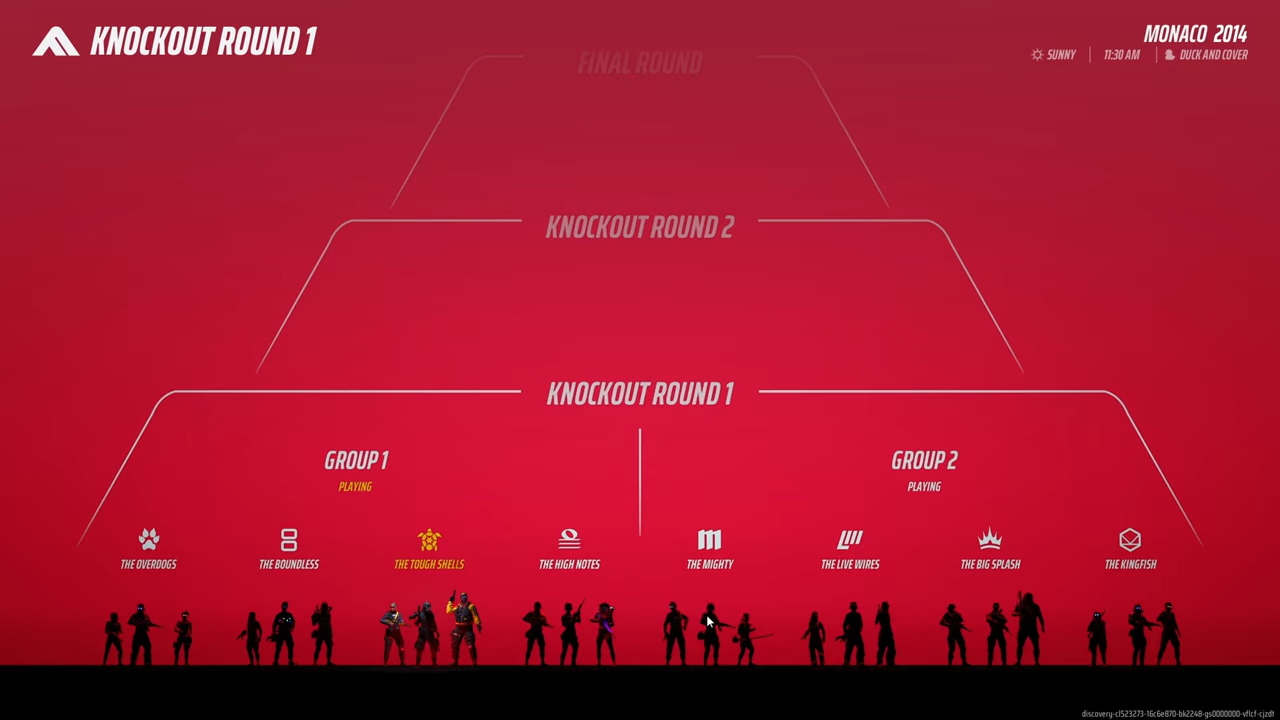 KNOCKOUT ROUND 1
MONACO 2014
SUNNY
11:30 AM
DUCK AND COVER
FINAL ROUND
KNOCKOUT ROUND 2
KNOCKOUT ROUND 1
GROUP 1
PLAYING
GROUP 2
PLAYING
THE OVERDOGS
THE BOUNDLESS
THE TOUGH SHELLS
THE HIGH NOTES
THE MIGHTY
THE LIVE WIRES
THE BIG SPLASH
THE KINGFISH